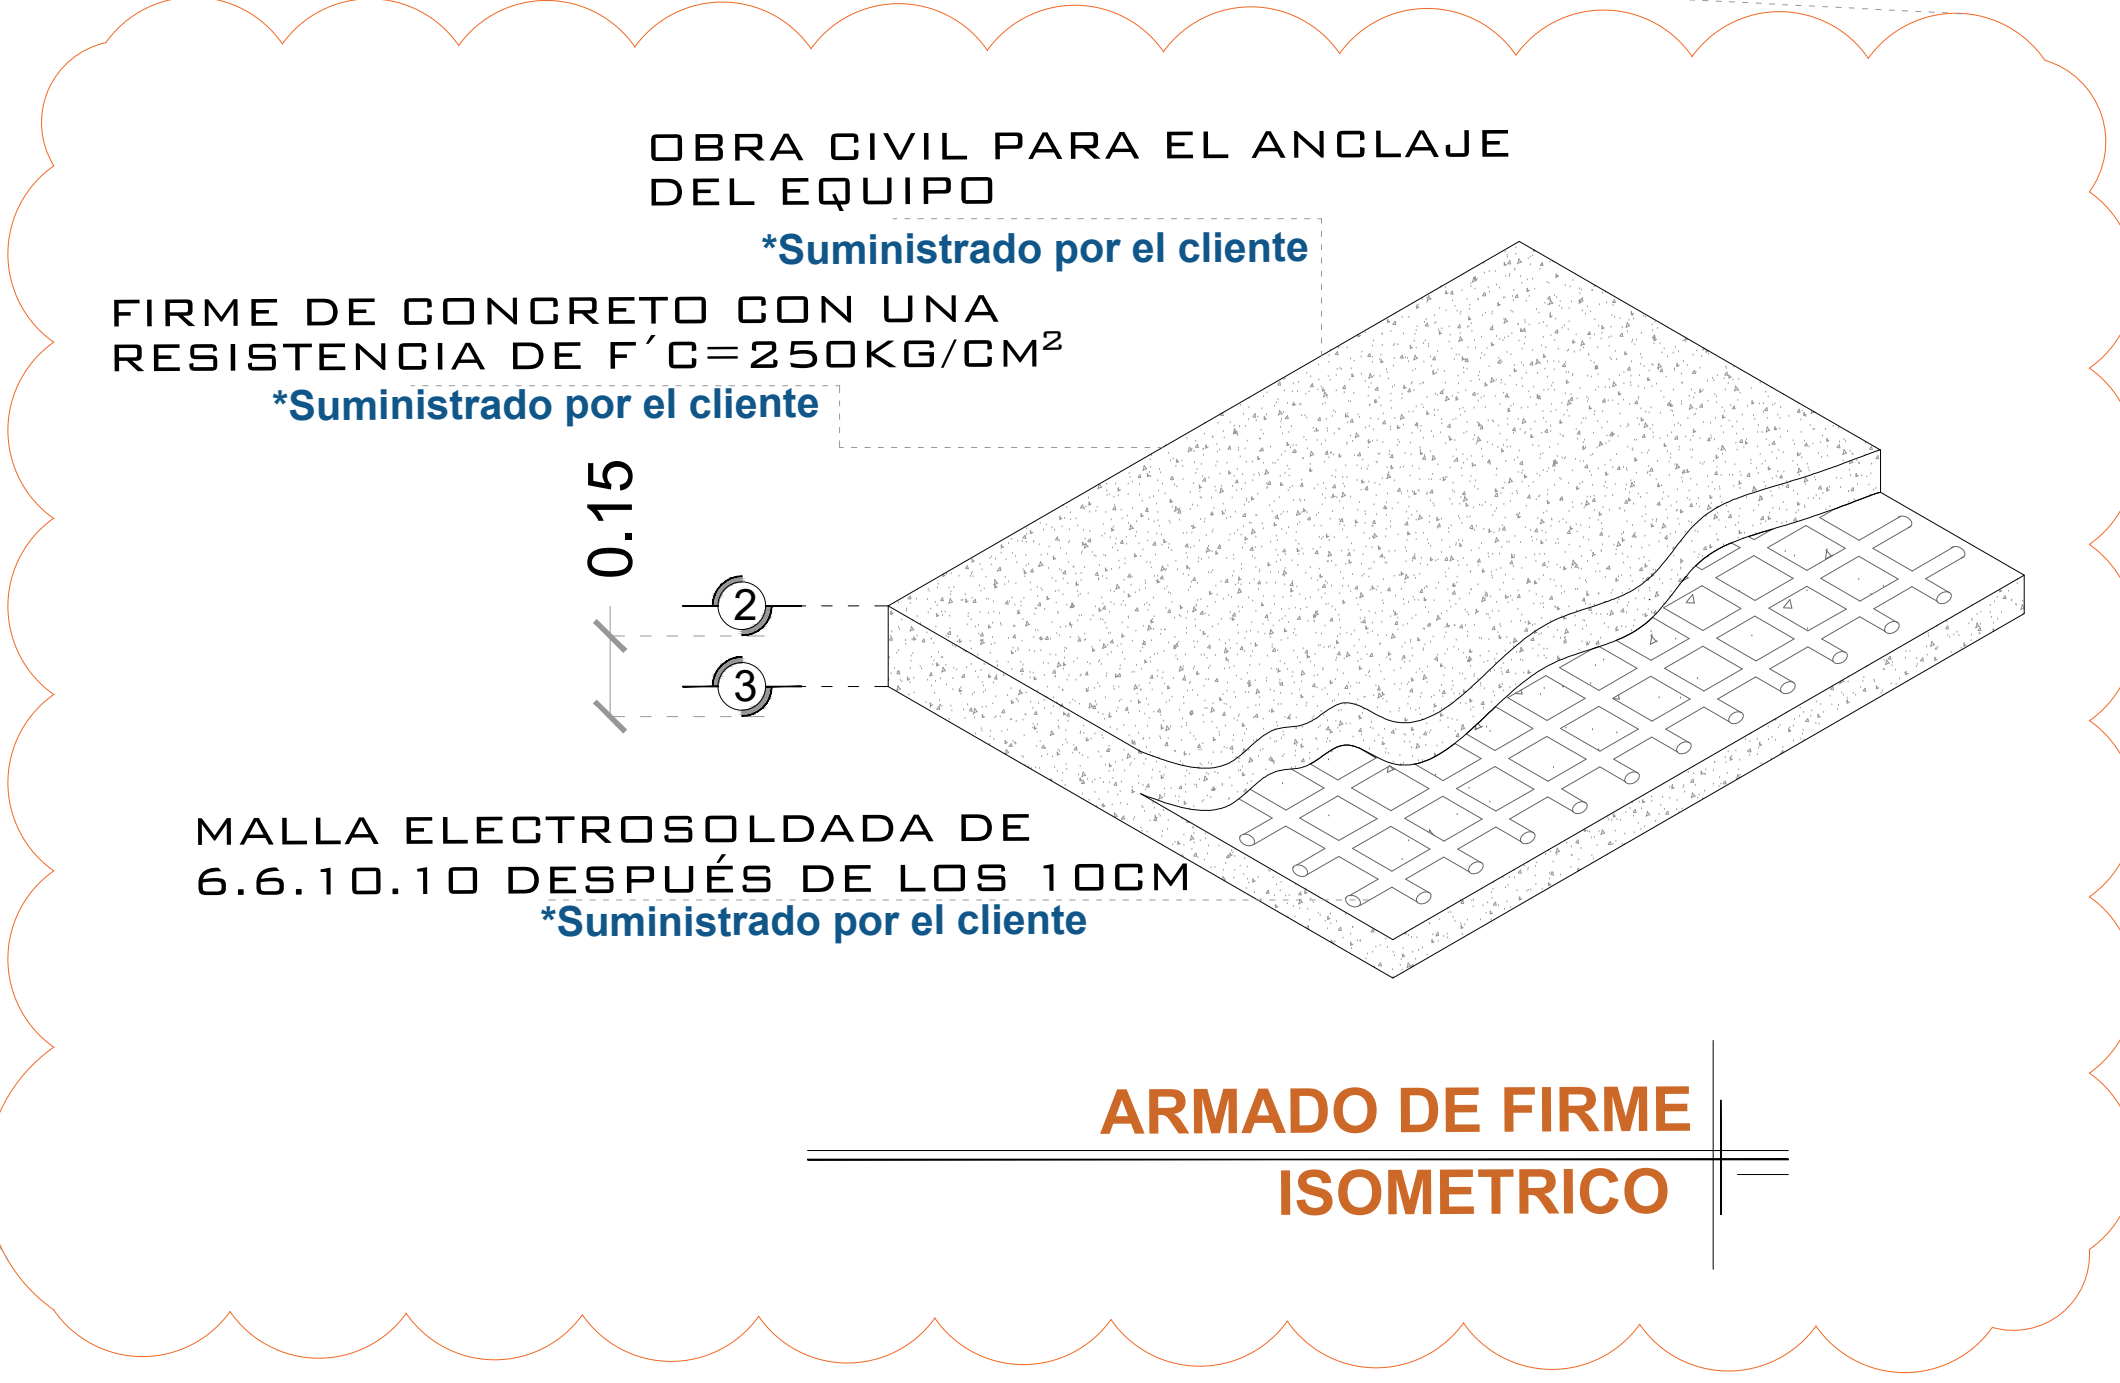 OBRA CIVIL PARA EL ANCLAJE
DEL EQUIPO
*Suministrado por el cliente
FIRME DE CONCRETO CON UNA
RESISTENCIA DE F´C=250KG/CM²
*Suministrado por el cliente
0.15
2
3
MALLA ELECTROSOLDADA DE
6.6.10.10 DESPUÉS DE LOS 10CM
*Suministrado por el cliente
ARMADO DE FIRME
ISOMETRICO